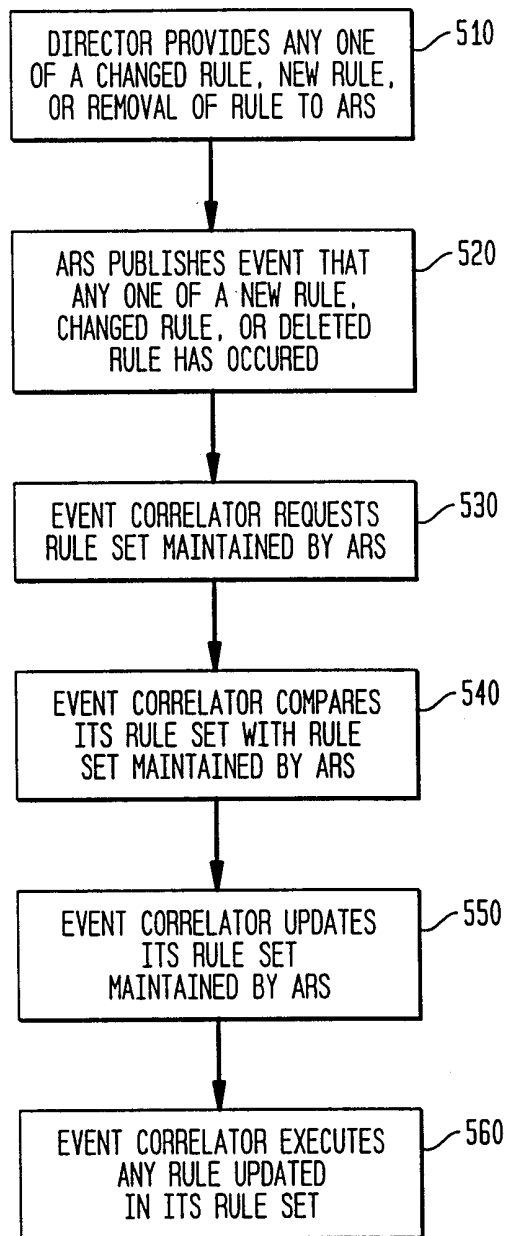 DIRECTOR PROVIDES ANY ONE
OF A CHANGED RULE, NEW RULE,
OR REMOVAL OF RULE TO ARS
510
ARS PUBLISHES EVENT THAT
ANY ONE OF A NEW RULE,
CHANGED RULE, OR DELETED
RULE HAS OCCURED
520
EVENT CORRELATOR REQUESTS
RULE SET MAINTAINED BY ARS
530
EVENT CORRELATOR COMPARES
ITS RULE SET WITH RULE
SET MAINTAINED BY ARS
540
EVENT CORRELATOR UPDATES
ITS RULE SET
MAINTAINED BY ARS
550
EVENT CORRELATOR EXECUTES
ANY RULE UPDATED
IN ITS RULE SET
560